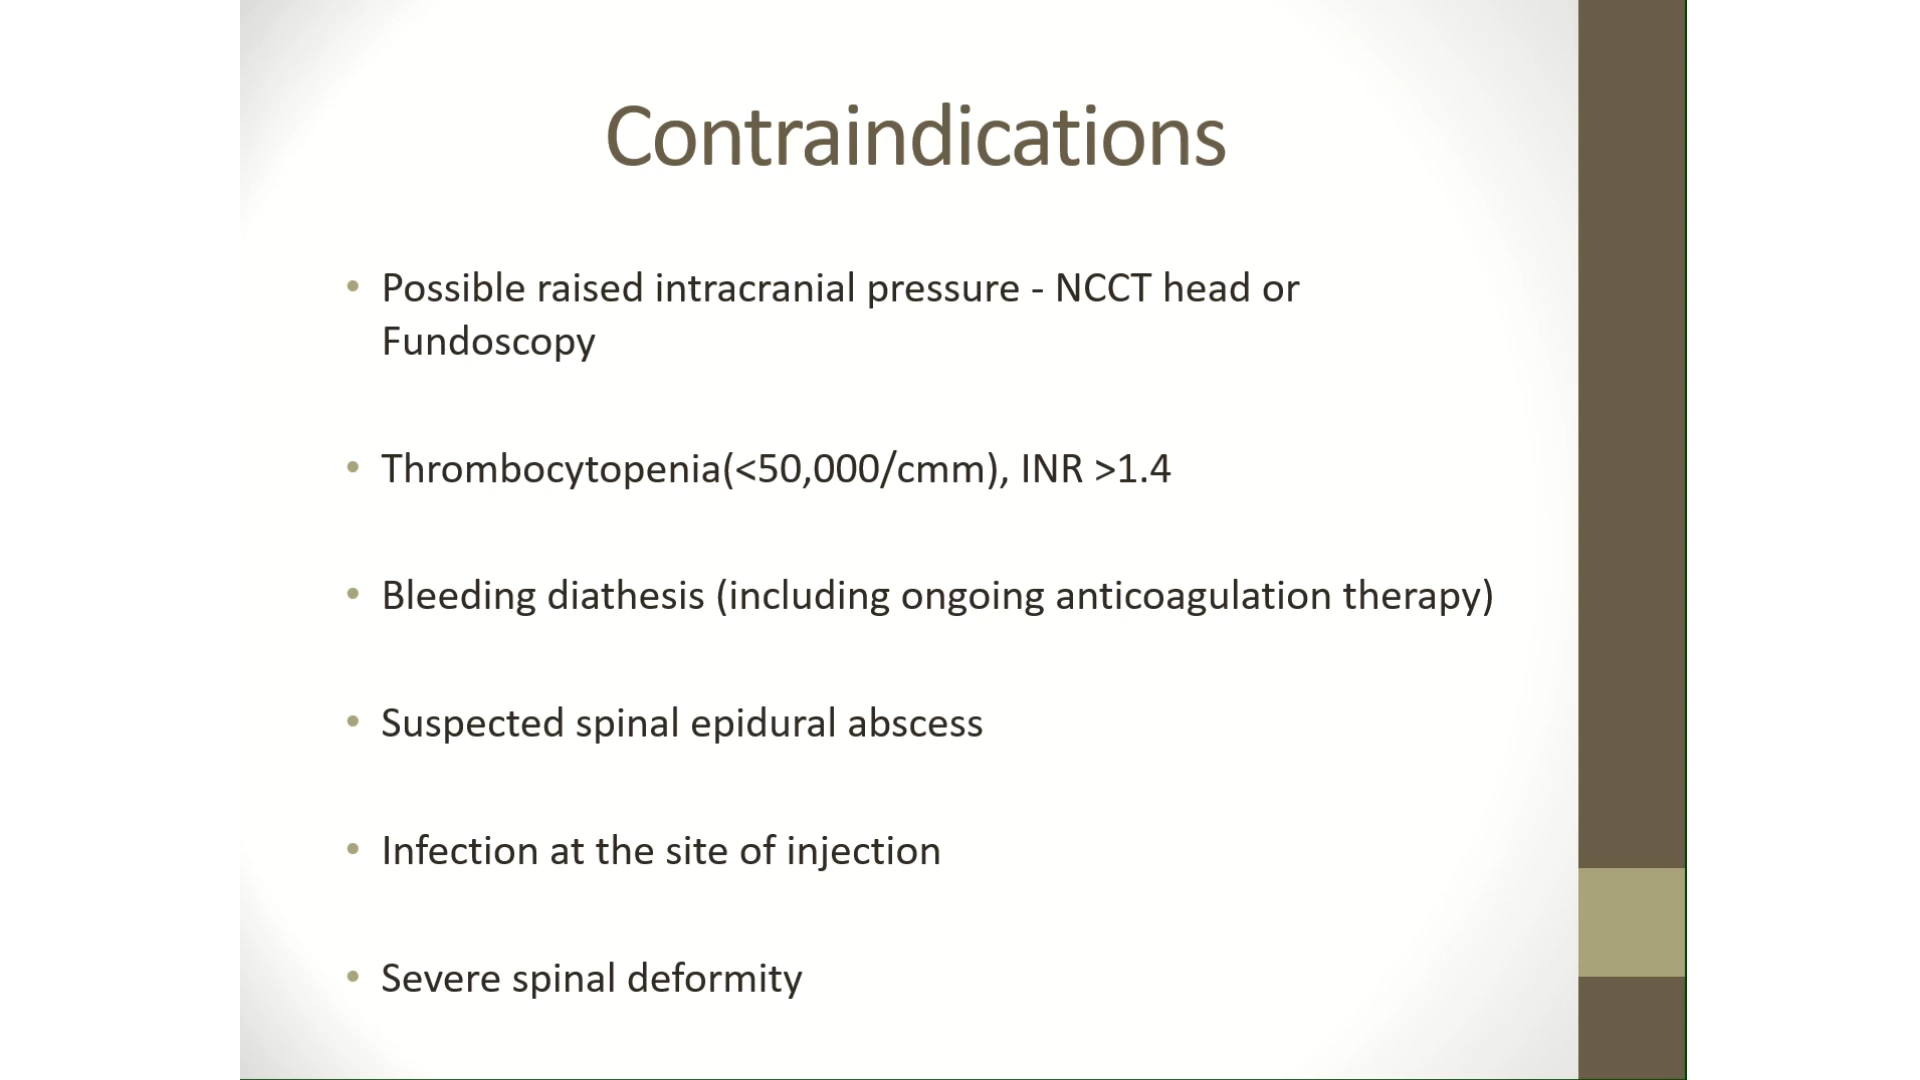 Contraindications
• Possible raised intracranial pressure - NCCT head or
Fundoscopy
• Thrombocytopenia(<50,000/cmm), INR >1.4
• Bleeding diathesis (including ongoing anticoagulation therapy)
• Suspected spinal epidural abscess
• Infection at the site of injection
• Severe spinal deformity